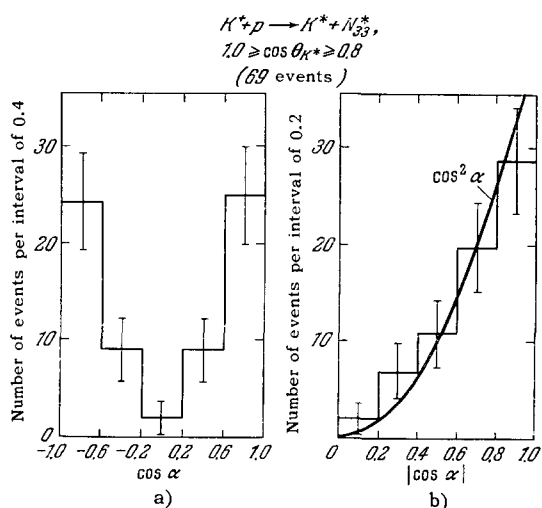 K⁺+p → K*+N*₃₃,
1.0 ≥ cos θ_K* ≥ 0.8
(69 events)
Number of events per interval of 0.4
30
20
10
0
-1.0 -0.6 -0.2 0.2 0.6 1.0
cos α
a)
Number of events per interval of 0.2
30
20
10
0
cos² α
0 0.2 0.4 0.6 0.8 1.0
|cos α|
b)